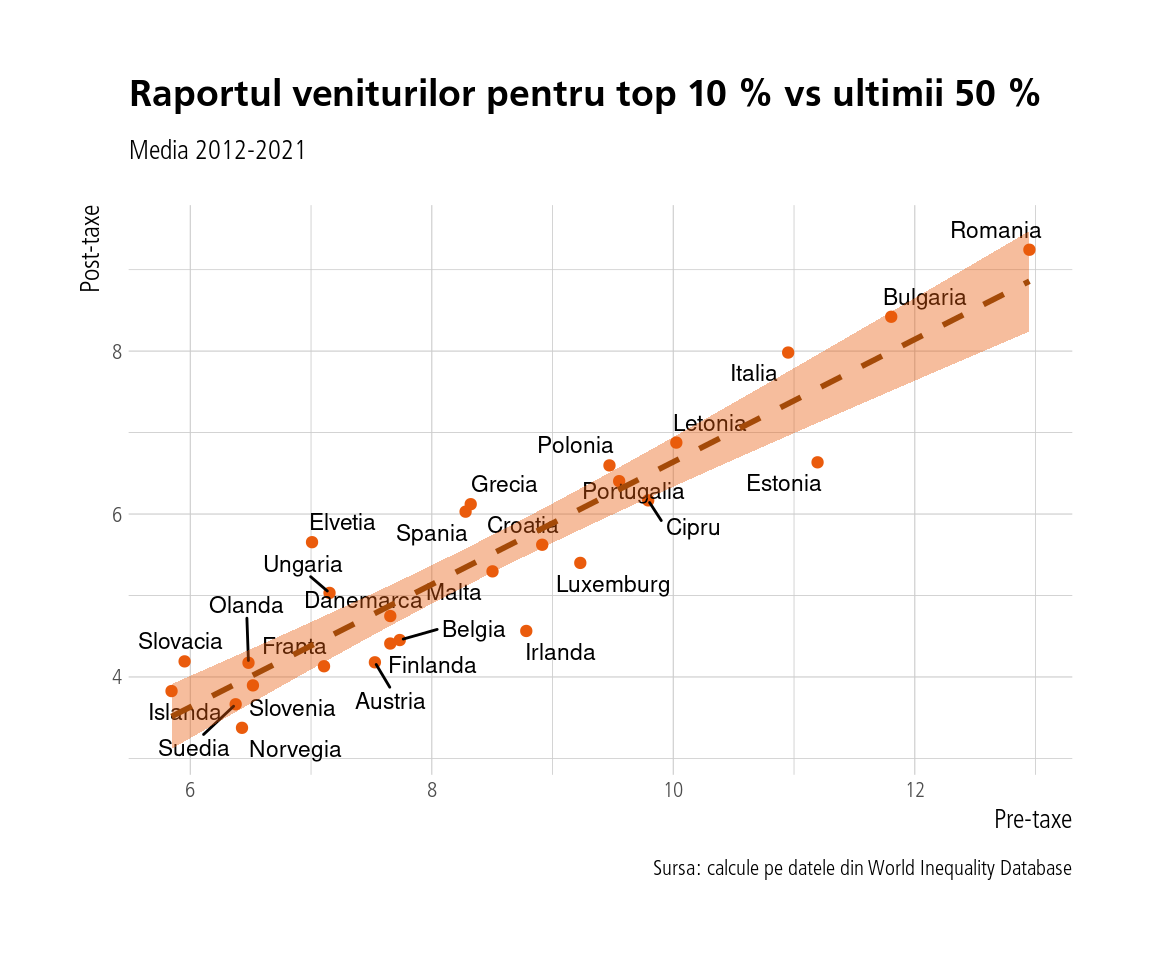 Raportul veniturilor pentru top 10 % vs ultimii 50 %
Media 2012-2021
Post-taxe
Romania
Bulgaria
8
Italia
Letonia
Polonia
Estonia
Grecia
Portugalia
6
Elvetia
Spania
Croatia
Cipru
Ungaria
Luxemburg
Olanda
Danemarca
Malta
Slovacia
Franta
Belgia
Irlanda
4
Finlanda
Austria
Islanda
Slovenia
Suedia
Norvegia
6
8
10
12
Pre-taxe
Sursa: calcule pe datele din World Inequality Database